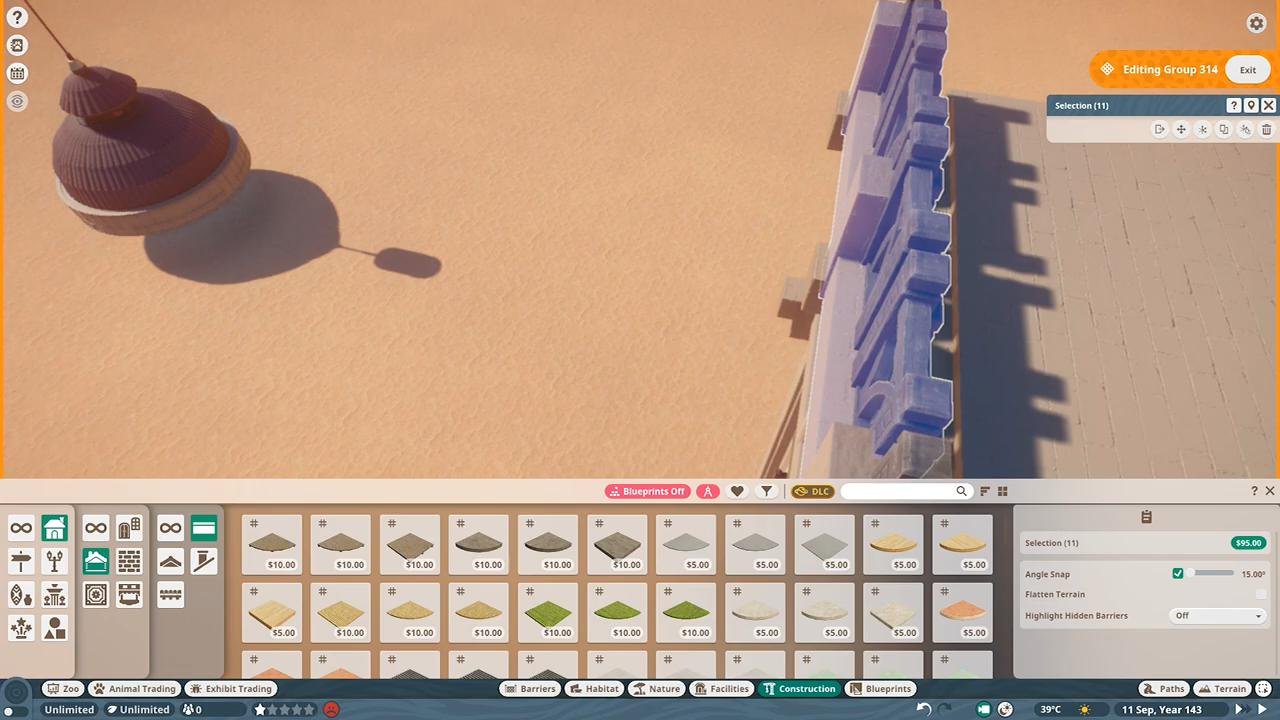 ?
Editing Group 314
Exit
Selection (11)
?
Blueprints Off
DLC
?
$10.00 $10.00 $10.00 $10.00 $10.00 $10.00 $5.00 $5.00 $5.00 $5.00 $5.00
Selection (11)
$95.00
Angle Snap
15.00°
Flatten Terrain
Highlight Hidden Barriers
Off
$5.00 $10.00 $10.00 $10.00 $10.00 $10.00 $10.00 $5.00 $5.00 $5.00 $5.00
Zoo
Animal Trading
Exhibit Trading
Barriers
Habitat
Nature
Facilities
Construction
Blueprints
Paths
Terrain
Unlimited
Unlimited
0
39°C
11 Sep, Year 143